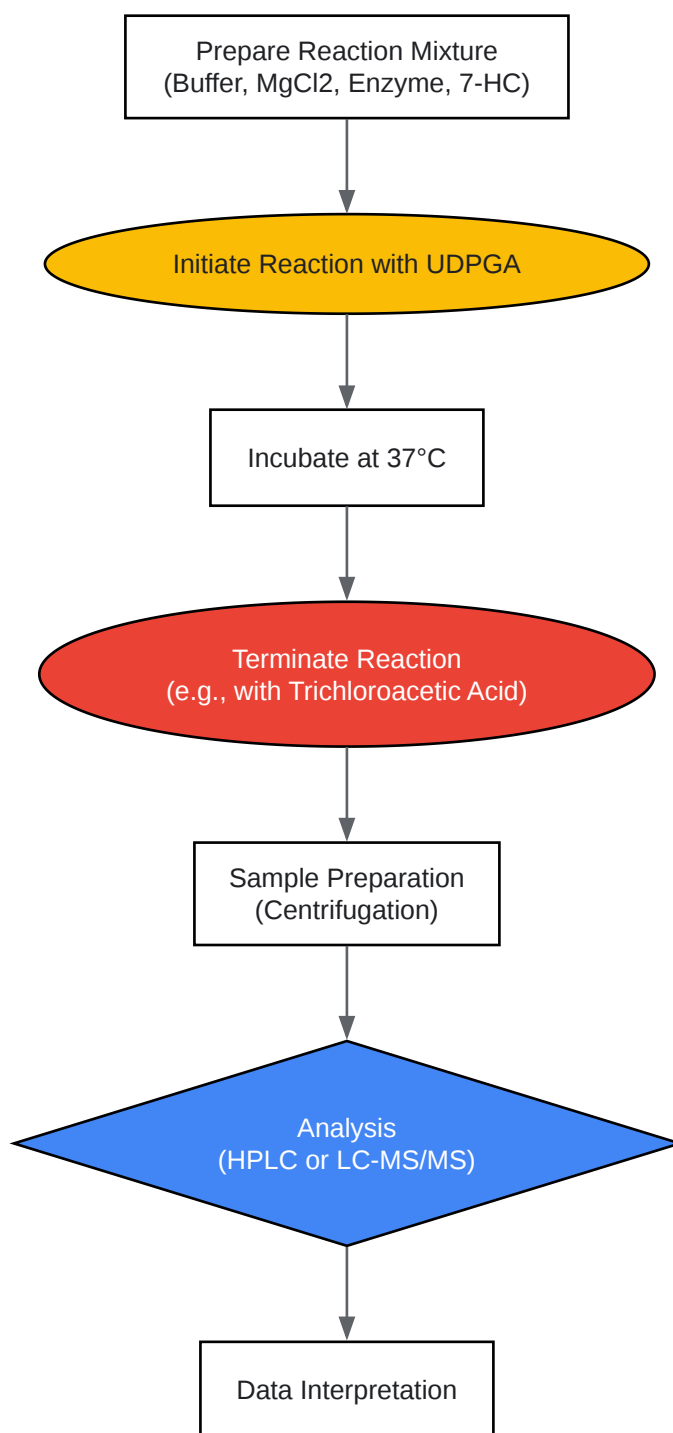 Prepare Reaction Mixture
(Buffer, MgCl2, Enzyme, 7-HC)
Initiate Reaction with UDPGA
Incubate at 37°C
Terminate Reaction
(e.g., with Trichloroacetic Acid)
Sample Preparation
(Centrifugation)
Analysis
(HPLC or LC-MS/MS)
Data Interpretation